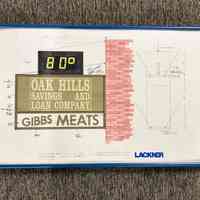 80°
OAK HILLS
SAVINGS AND
LOAN COMPANY
GIBBS MEATS
LACKNER